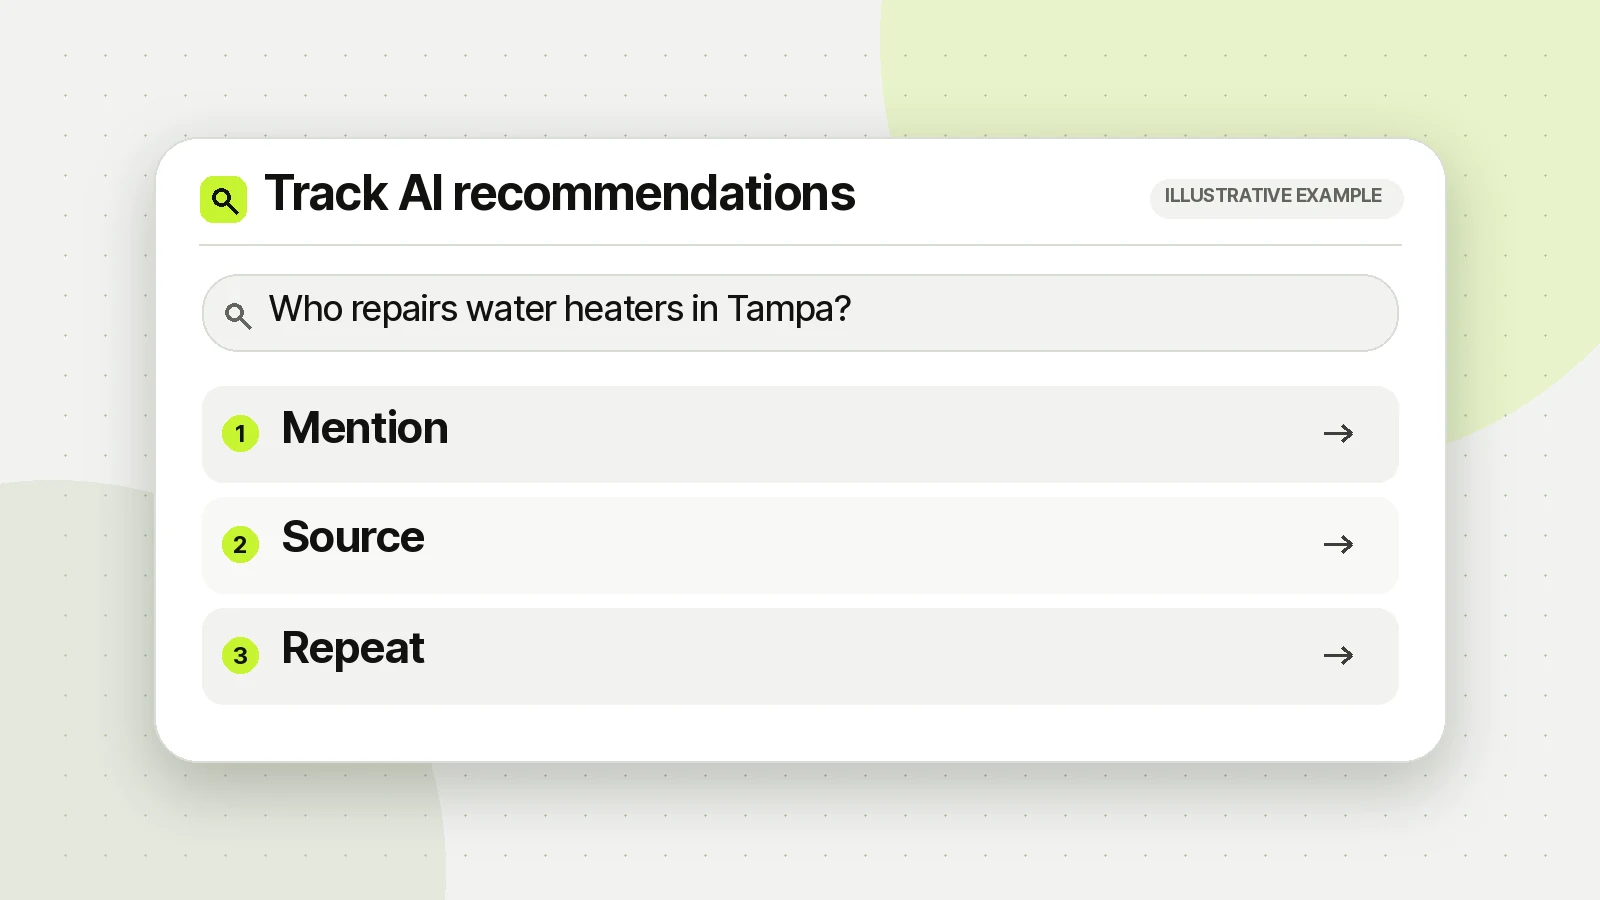 Track AI recommendations
ILLUSTRATIVE EXAMPLE
Who repairs water heaters in Tampa?
1 Mention
2 Source
3 Repeat